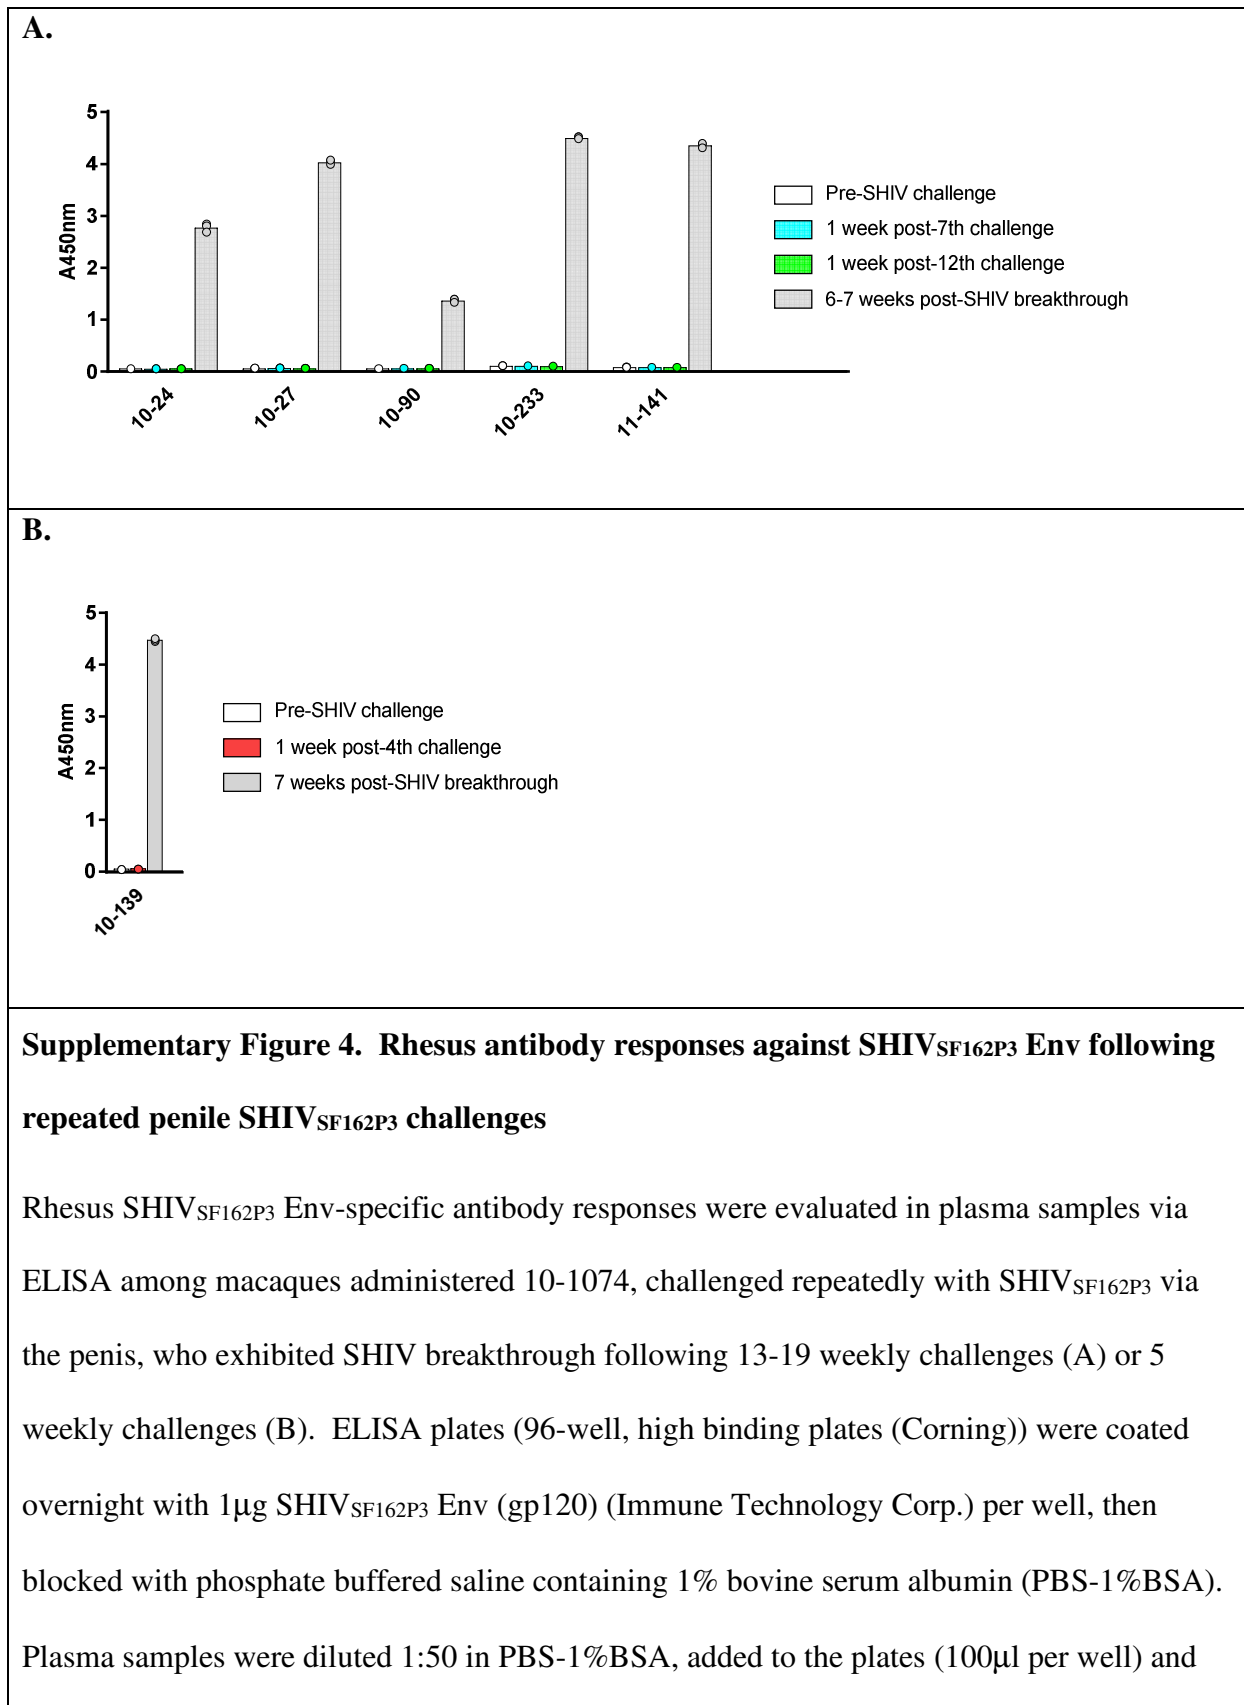 A.
5
4
3
2
1
0
A450nm
10-24
10-27
10-90
10-233
11-141
Pre-SHIV challenge
1 week post-7th challenge
1 week post-12th challenge
6-7 weeks post-SHIV breakthrough
B.
5
4
3
2
1
0
A450nm
10-139
Pre-SHIV challenge
1 week post-4th challenge
7 weeks post-SHIV breakthrough
Supplementary Figure 4. Rhesus antibody responses against SHIVSF162P3 Env following
repeated penile SHIVSF162P3 challenges
Rhesus SHIVSF162P3 Env-specific antibody responses were evaluated in plasma samples via
ELISA among macaques administered 10-1074, challenged repeatedly with SHIVSF162P3 via
the penis, who exhibited SHIV breakthrough following 13-19 weekly challenges (A) or 5
weekly challenges (B). ELISA plates (96-well, high binding plates (Corning)) were coated
overnight with 1μg SHIVSF162P3 Env (gp120) (Immune Technology Corp.) per well, then
blocked with phosphate buffered saline containing 1% bovine serum albumin (PBS-1%BSA).
Plasma samples were diluted 1:50 in PBS-1%BSA, added to the plates (100μl per well) and